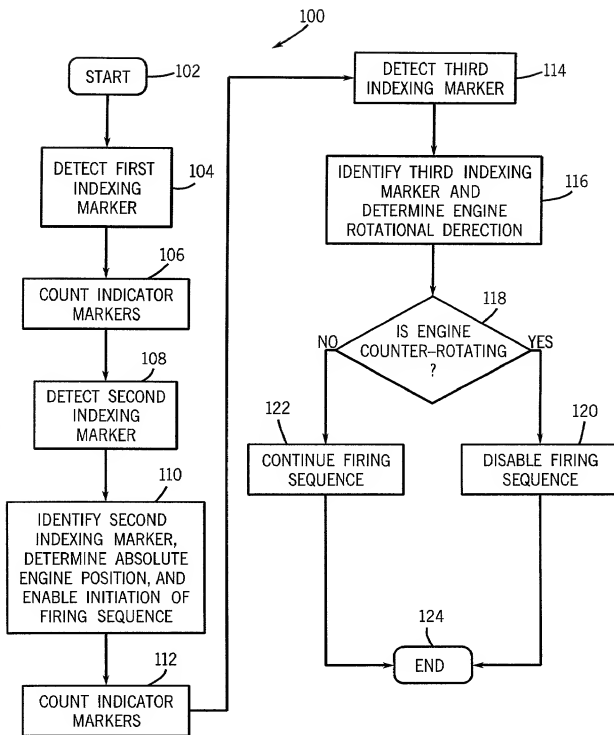 100
START
102
DETECT FIRST
INDEXING
MARKER
104
106
COUNT INDICATOR
MARKERS
108
DETECT SECOND
INDEXING
MARKER
110
IDENTIFY SECOND
INDEXING MARKER,
DETERMINE ABSOLUTE
ENGINE POSITION, AND
ENABLE INITIATION OF
FIRING SEQUENCE
112
COUNT INDICATOR
MARKERS
DETECT THIRD
INDEXING MARKER
114
IDENTIFY THIRD INDEXING
MARKER AND
DETERMINE ENGINE
ROTATIONAL DERECTION
116
118
IS ENGINE
COUNTER-ROTATING
?
NO
YES
122
CONTINUE FIRING
SEQUENCE
120
DISABLE FIRING
SEQUENCE
124
END